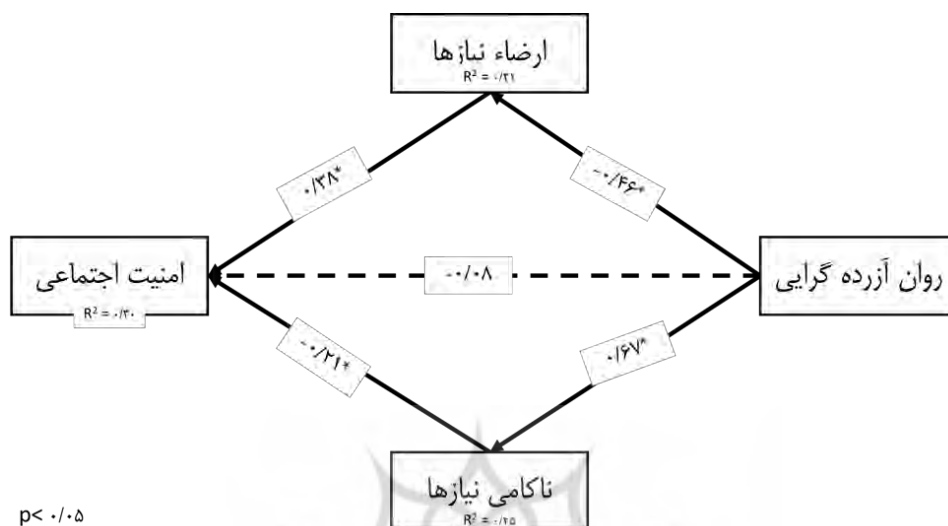 ارضاء نیازها
R² = ۰/۲۱
۰/۳۸*
-۰/۴۶*
روان آزرده گرایی
-۰/۰۸
امنیت اجتماعی
R² = ۰/۳۰
۰/۶۷*
-۰/۲۱*
ناکامی نیازها
R² = ۰/۴۵
p< ۰/۰۵